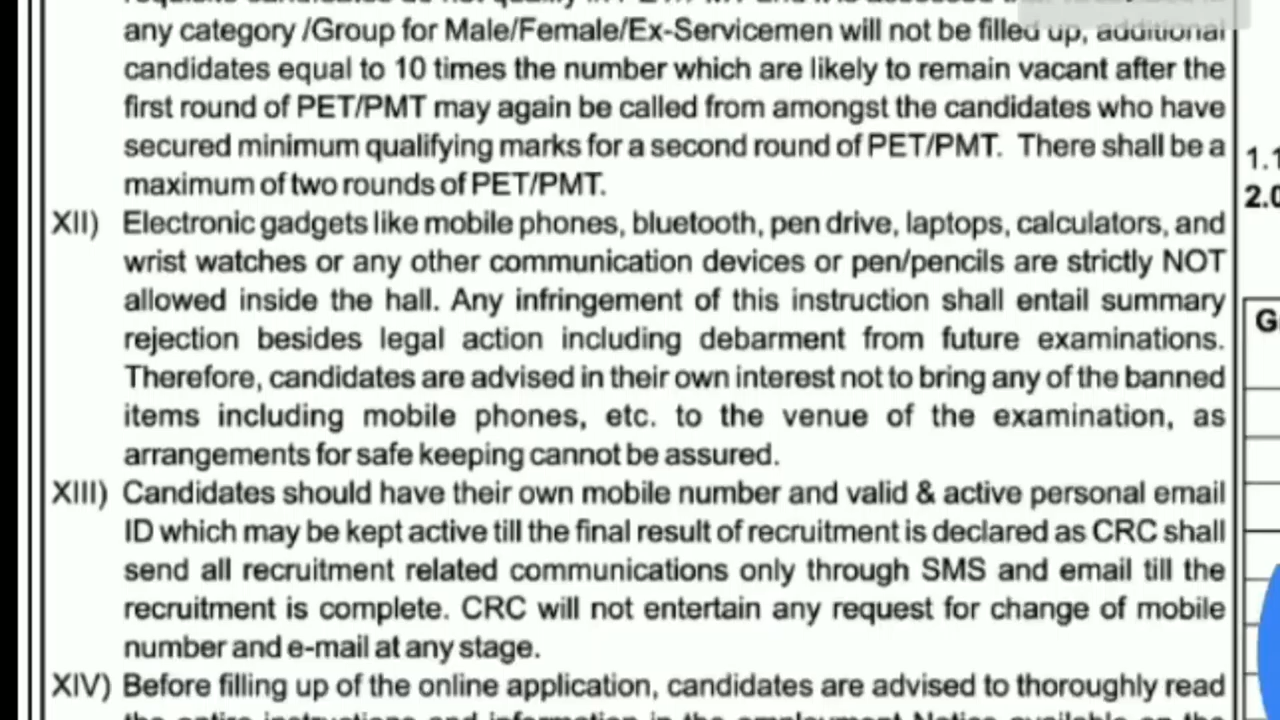 any category /Group for Male/Female/Ex-Servicemen will not be filled up, additional
candidates equal to 10 times the number which are likely to remain vacant after the
first round of PET/PMT may again be called from amongst the candidates who have
secured minimum qualifying marks for a second round of PET/PMT. There shall be a
maximum of two rounds of PET/PMT.
XII) Electronic gadgets like mobile phones, bluetooth, pen drive, laptops, calculators, and
wrist watches or any other communication devices or pen/pencils are strictly NOT
allowed inside the hall. Any infringement of this instruction shall entail summary
rejection besides legal action including debarment from future examinations.
Therefore, candidates are advised in their own interest not to bring any of the banned
items including mobile phones, etc. to the venue of the examination, as
arrangements for safe keeping cannot be assured.
XIII) Candidates should have their own mobile number and valid & active personal email
ID which may be kept active till the final result of recruitment is declared as CRC shall
send all recruitment related communications only through SMS and email till the
recruitment is complete. CRC will not entertain any request for change of mobile
number and e-mail at any stage.
XIV) Before filling up of the online application, candidates are advised to thoroughly read
1.1
2.0
G